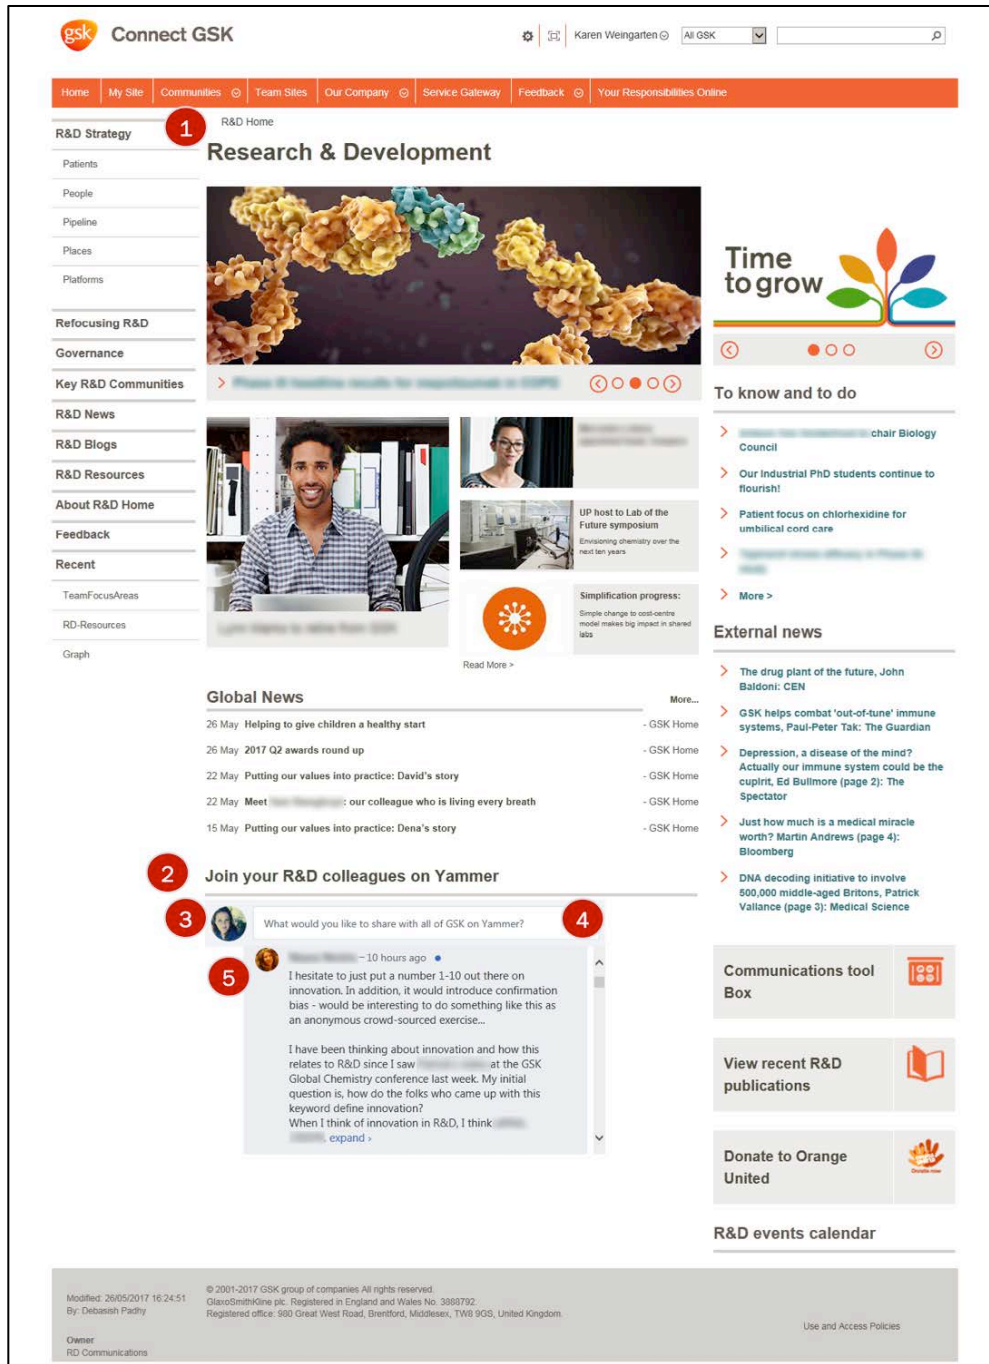 gsk
Connect GSK
Karen Weingarten
All GSK
Home
My Site
Communities
Team Sites
Our Company
Service Gateway
Feedback
Your Responsibilities Online
1
R&D Home
Research & Development
R&D Strategy
Patients
People
Pipeline
Places
Platforms
Refocusing R&D
Governance
Key R&D Communities
R&D News
R&D Blogs
R&D Resources
About R&D Home
Feedback
Recent
TeamFocusAreas
RD-Resources
Graph
UP host to Lab of the
Future symposium
Envisioning chemistry over the
next ten years
Simplification progress:
Simple change to cost-centre
model makes big impact in shared
labs
Read More >
Global News
More...
26 May Helping to give children a healthy start - GSK Home
26 May 2017 Q2 awards round up - GSK Home
22 May Putting our values into practice: David's story - GSK Home
22 May Meet : our colleague who is living every breath - GSK Home
15 May Putting our values into practice: Dena's story - GSK Home
2
Join your R&D colleagues on Yammer
3
What would you like to share with all of GSK on Yammer?
4
5
– 10 hours ago
I hesitate to just put a number 1-10 out there on
innovation. In addition, it would introduce confirmation
bias - would be interesting to do something like this as
an anonymous crowd-sourced exercise...
I have been thinking about innovation and how this
relates to R&D since I saw at the GSK
Global Chemistry conference last week. My initial
question is, how do the folks who came up with this
keyword define innovation?
When I think of innovation in R&D, I think
expand ›
Time
to grow
To know and to do
chair Biology
Council
Our Industrial PhD students continue to
flourish!
Patient focus on chlorhexidine for
umbilical cord care
More >
External news
The drug plant of the future, John
Baldoni: CEN
GSK helps combat 'out-of-tune' immune
systems, Paul-Peter Tak: The Guardian
Depression, a disease of the mind?
Actually our immune system could be the
cuplrit, Ed Bullmore (page 2): The
Spectator
Just how much is a medical miracle
worth? Martin Andrews (page 4):
Bloomberg
DNA decoding initiative to involve
500,000 middle-aged Britons, Patrick
Vallance (page 3): Medical Science
Communications tool
Box
View recent R&D
publications
Donate to Orange
United
Donate now
R&D events calendar
Modified: 26/05/2017 16:24:51
By: Debasish Padhy
Owner
RD Communications
© 2001-2017 GSK group of companies All rights reserved.
GlaxoSmithKline plc. Registered in England and Wales No. 3888792.
Registered office: 980 Great West Road, Brentford, Middlesex, TW8 9GS, United Kingdom.
Use and Access Policies